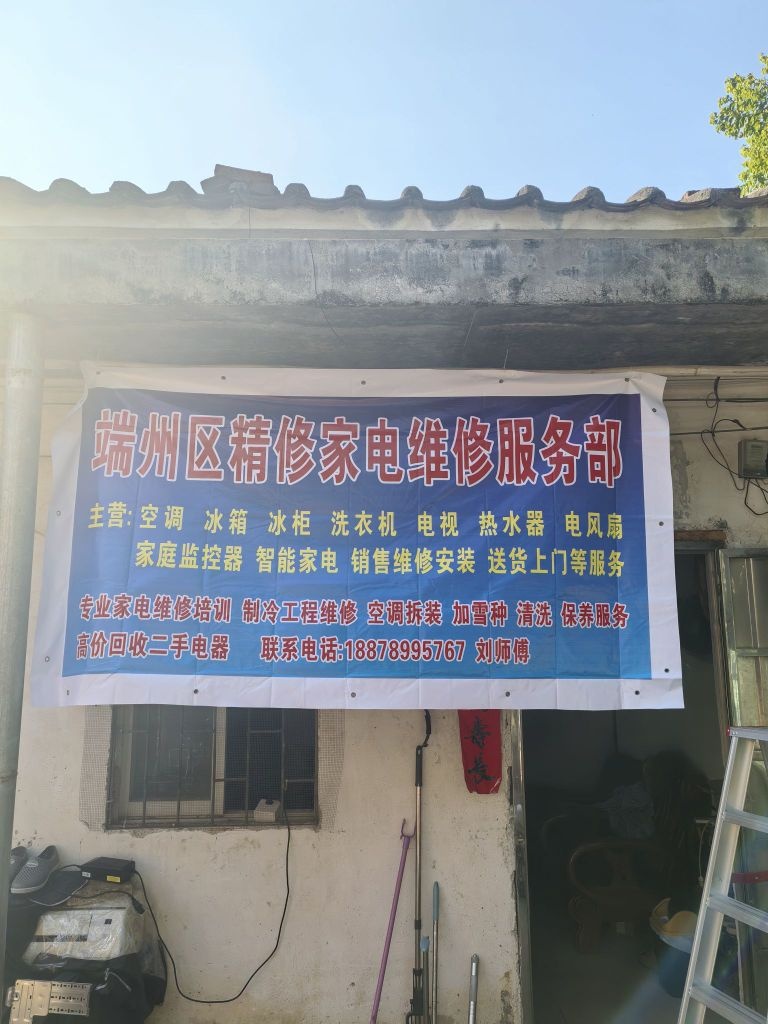 端州区精修家电维修服务部
主营: 空调 冰箱 冰柜 洗衣机 电视 热水器 电风扇
家庭监控器 智能家电 销售维修安装 送货上门等服务
专业家电维修培训 制冷工程维修 空调拆装 加雪种 清洗 保养服务
高价回收二手电器 联系电话:18878995767 刘师傅
寿长